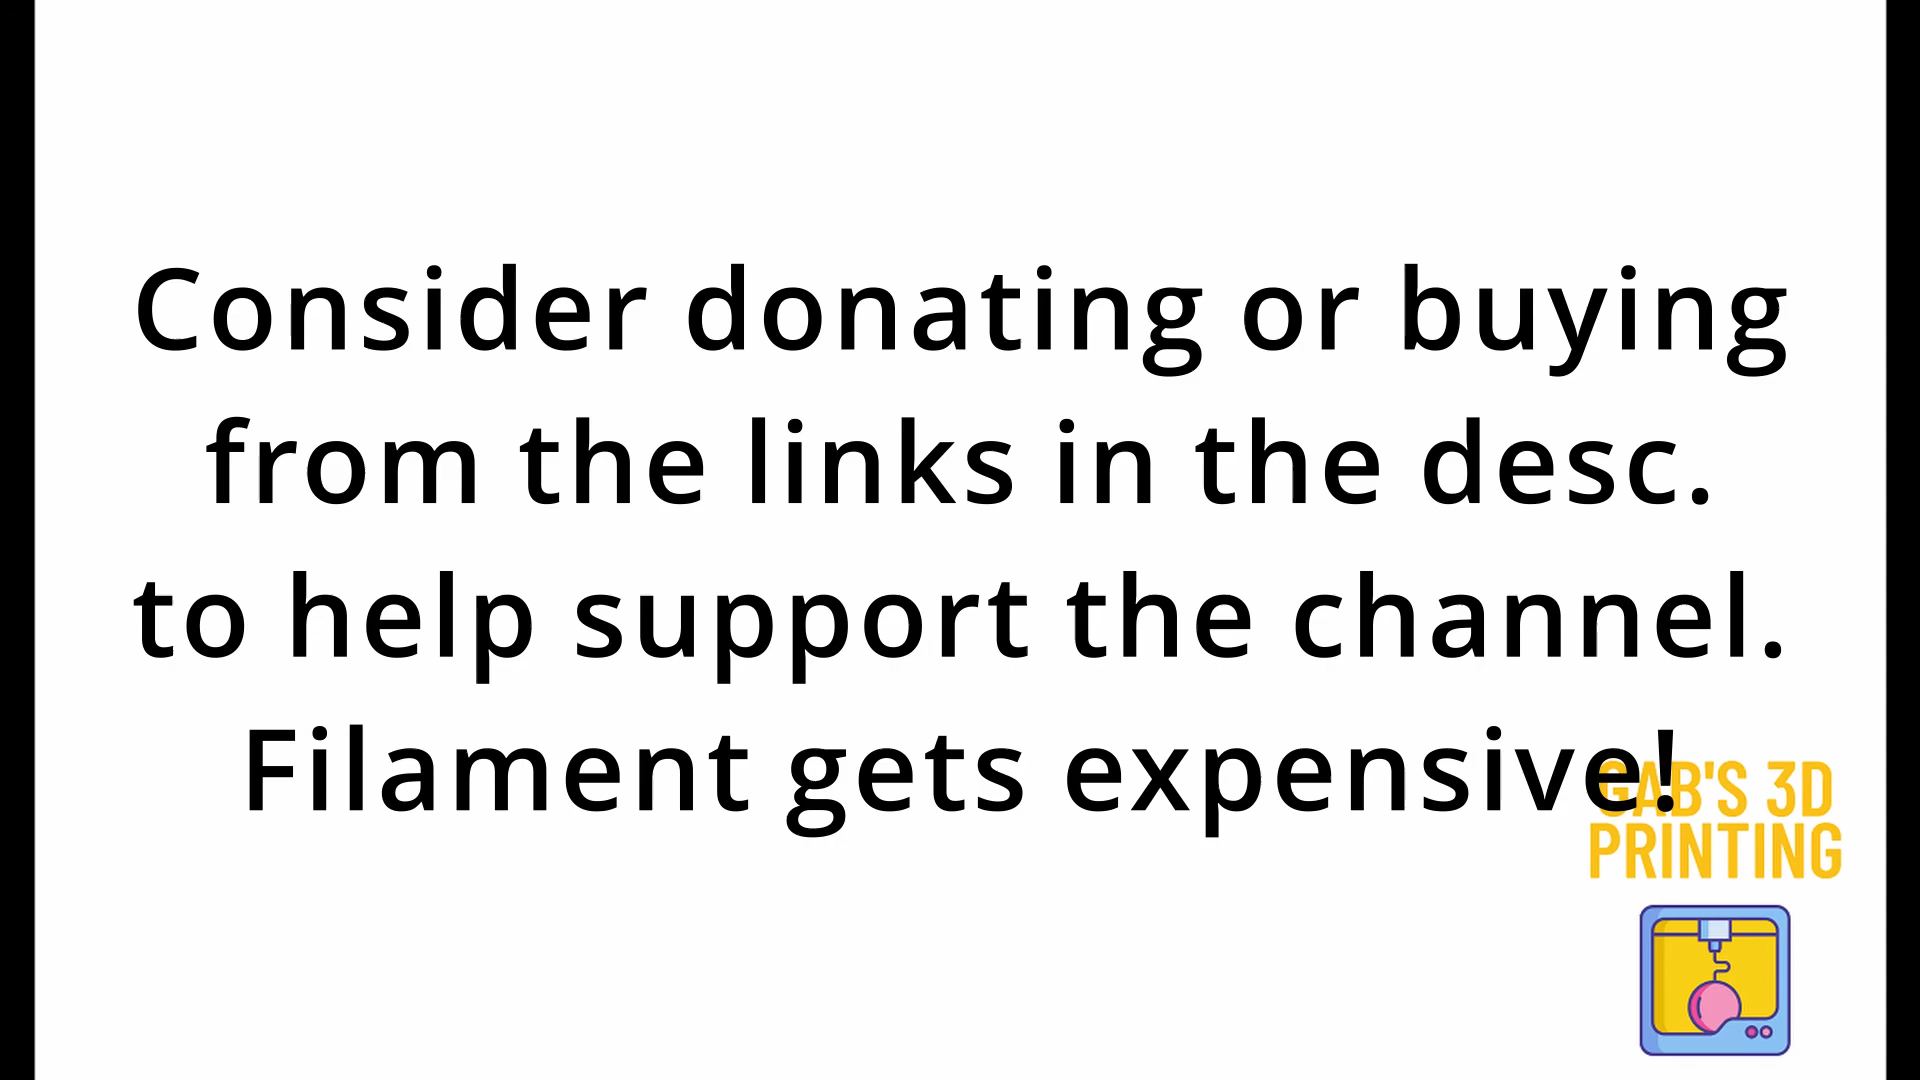 Consider donating or buying
from the links in the desc.
to help support the channel.
Filament gets expensive!
GAB'S 3D
PRINTING